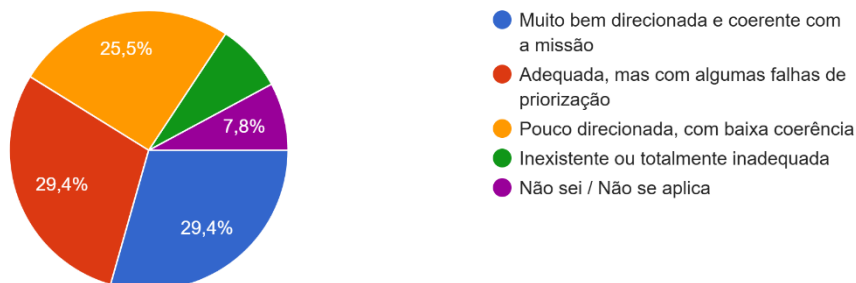 25,5%
7,8%
29,4%
29,4%
Muito bem direcionada e coerente com
a missão
Adequada, mas com algumas falhas de
priorização
Pouco direcionada, com baixa coerência
Inexistente ou totalmente inadequada
Não sei / Não se aplica